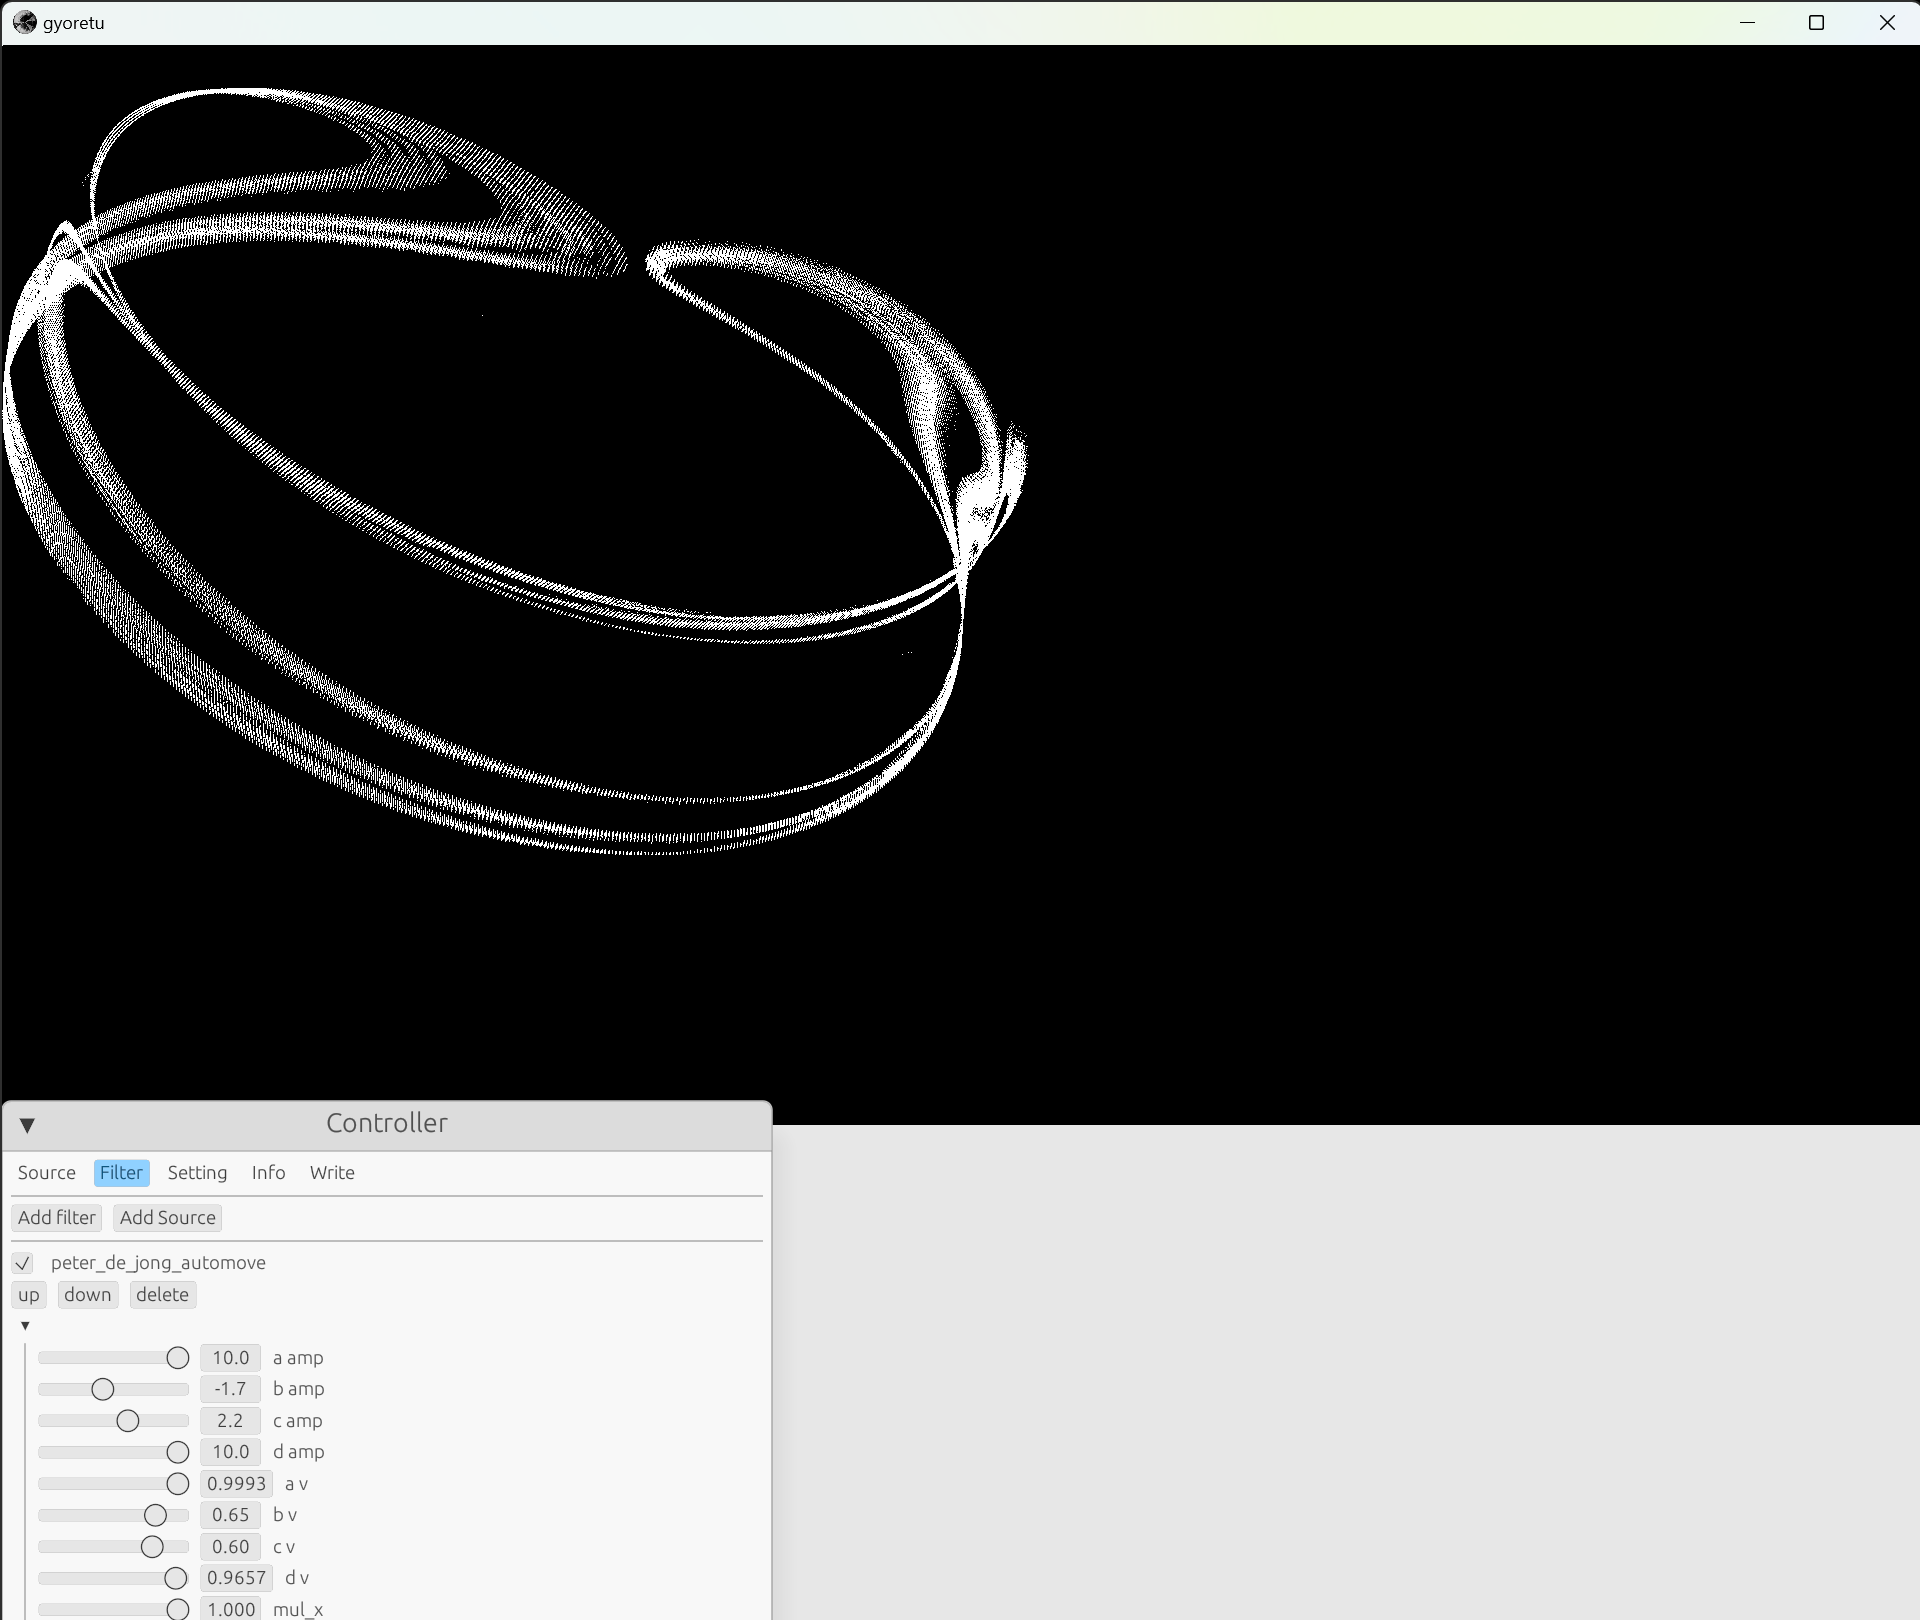 gyoretu
Controller
Source Filter Setting Info Write
Add filter Add Source
peter_de_jong_automove
up down delete
10.0 a amp
-1.7 b amp
2.2 c amp
10.0 d amp
0.9993 a v
0.65 b v
0.60 c v
0.9657 d v
1.000 mul_x